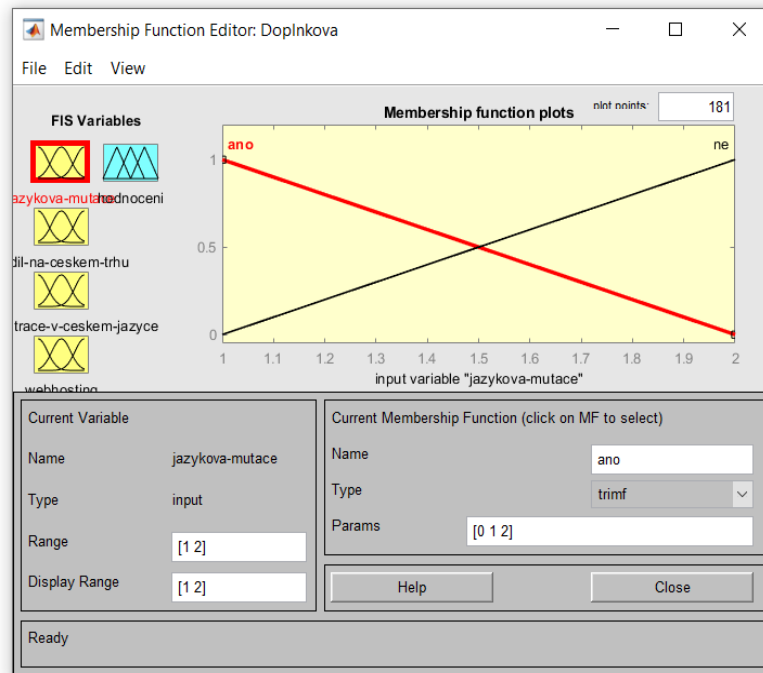 Membership Function Editor: Doplnkova
File Edit View
FIS Variables
Membership function plots
plot points:
181
azykova-mutace
hodnoceni
dil-na-ceskem-trhu
trace-v-ceskem-jazyce
webhosting
ano
ne
1
0.5
0
1 1.1 1.2 1.3 1.4 1.5 1.6 1.7 1.8 1.9 2
input variable "jazykova-mutace"
Current Variable
Name jazykova-mutace
Type input
Range [1 2]
Display Range [1 2]
Current Membership Function (click on MF to select)
Name ano
Type trimf
Params [0 1 2]
Help Close
Ready